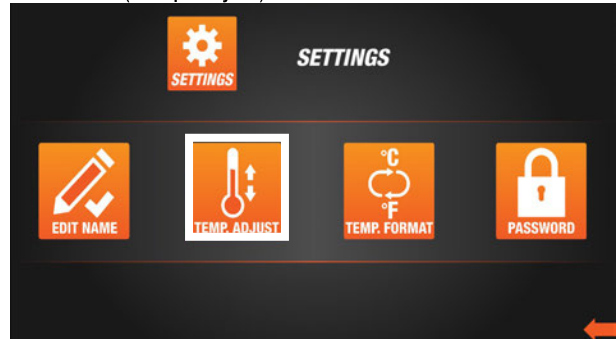 SETTINGS
SETTINGS
EDIT NAME
TEMP. ADJUST
°C
°F
TEMP. FORMAT
PASSWORD